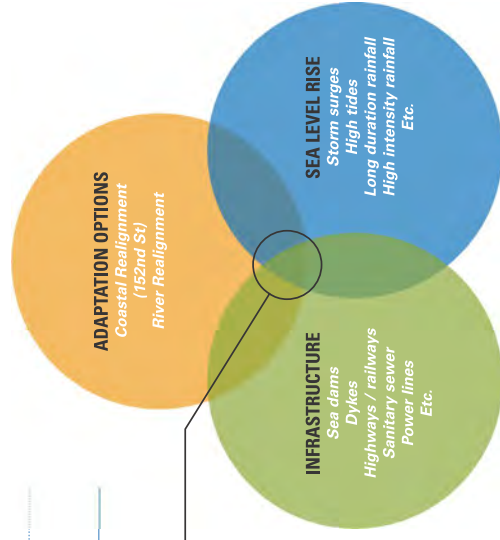 ADAPTATION OPTIONS
Coastal Realignment
(152nd St)
River Realignment
INFRASTRUCTURE
Sea dams
Dykes
Highways / railways
Sanitary sewer
Power lines
Etc.
SEA LEVEL RISE
Storm surges
High tides
Long duration rainfall
High intensity rainfall
Etc.